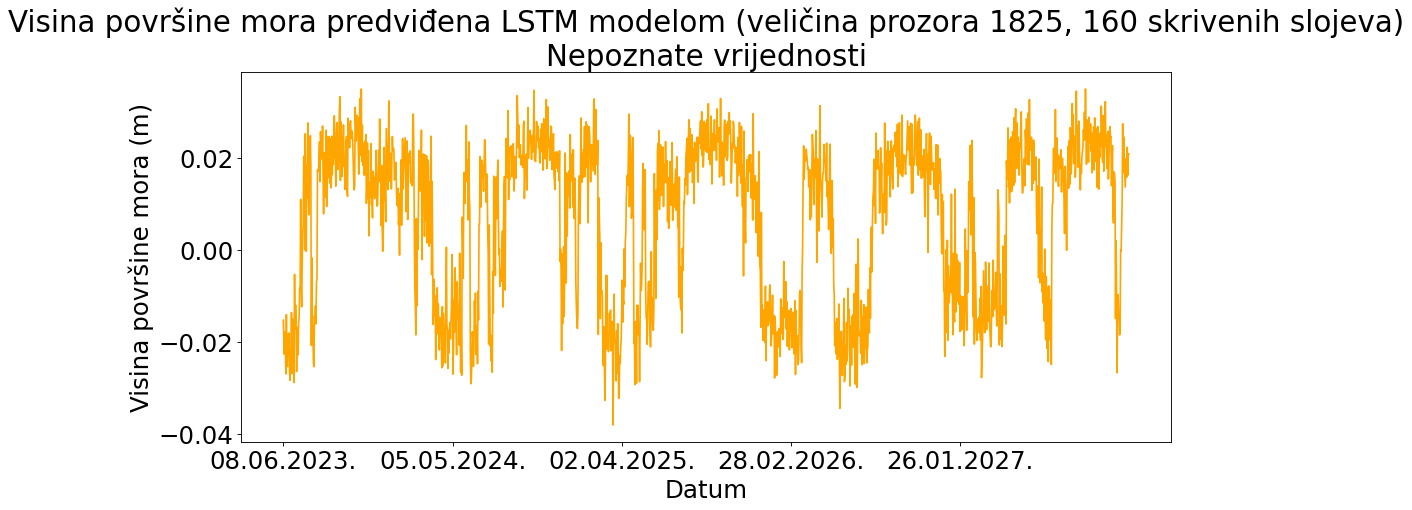 Visina površine mora predviđena LSTM modelom (veličina prozora 1825, 160 skrivenih slojeva)
Nepoznate vrijednosti
Visina površine mora (m)
0.02
0.00
−0.02
−0.04
08.06.2023. 05.05.2024. 02.04.2025. 28.02.2026. 26.01.2027.
Datum